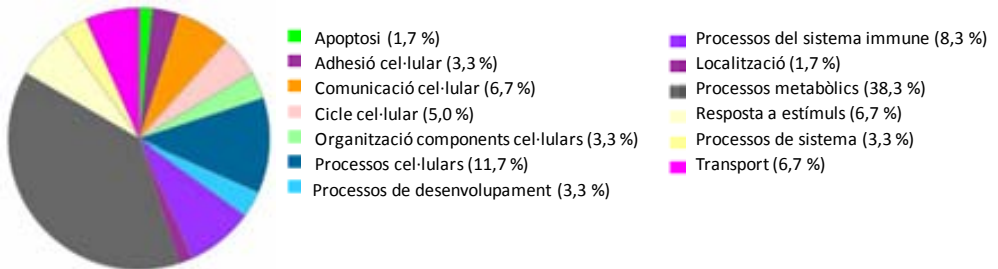 Apoptosi (1,7 %)
Adhesió cel·lular (3,3 %)
Comunicació cel·lular (6,7 %)
Cicle cel·lular (5,0 %)
Organització components cel·lulars (3,3 %)
Processos cel·lulars (11,7 %)
Processos de desenvolupament (3,3 %)
Processos del sistema immune (8,3 %)
Localització (1,7 %)
Processos metabòlics (38,3 %)
Resposta a estímuls (6,7 %)
Processos de sistema (3,3 %)
Transport (6,7 %)